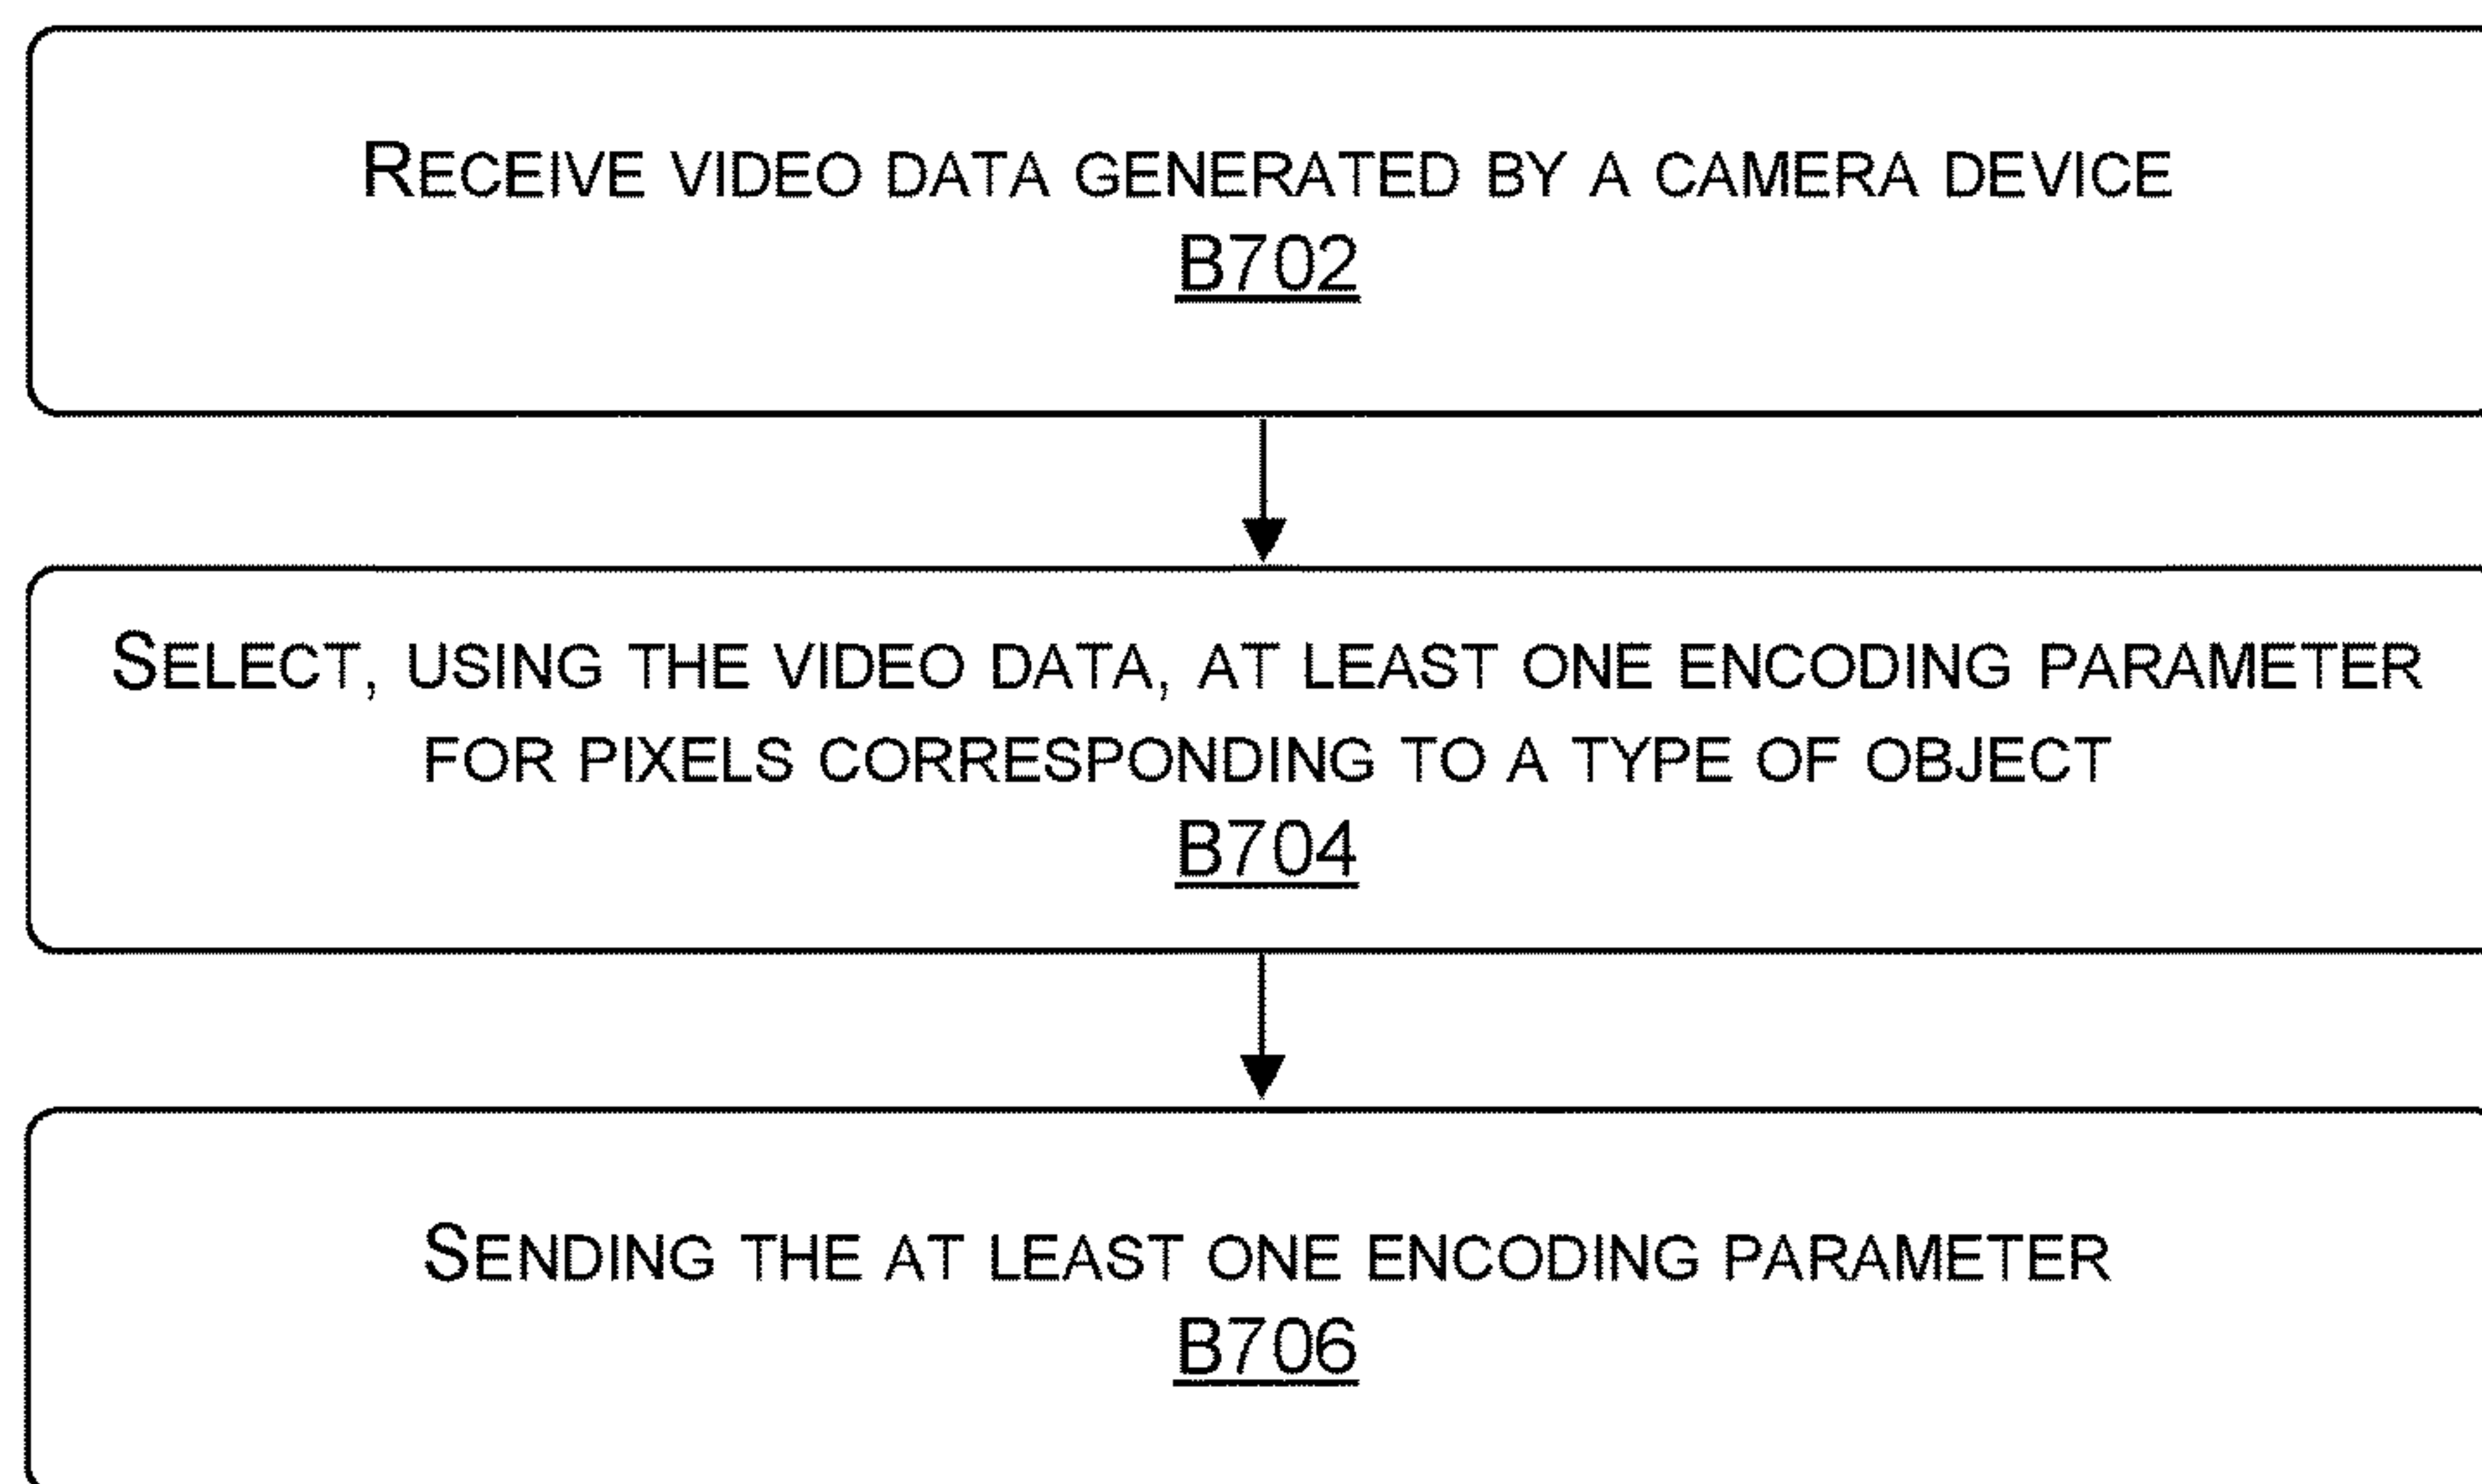 RECEIVE VIDEO DATA GENERATED BY A CAMERA DEVICE
B702
SELECT, USING THE VIDEO DATA, AT LEAST ONE ENCODING PARAMETER
FOR PIXELS CORRESPONDING TO A TYPE OF OBJECT
B704
SENDING THE AT LEAST ONE ENCODING PARAMETER
B706